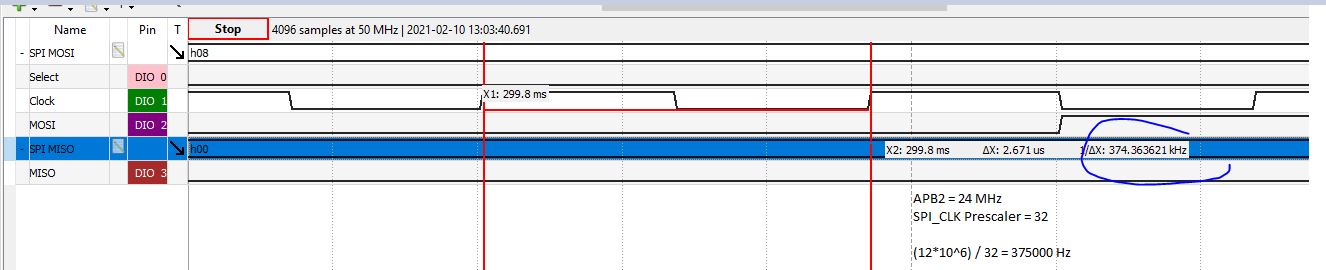 Name Pin T Stop 4096 samples at 50 MHz | 2021-02-10 13:03:40.691
- SPI MOSI h08
Select DIO 0
Clock DIO 1 X1: 299.8 ms
MOSI DIO 2
- SPI MISO h00 X2: 299.8 ms ΔX: 2.671 us 1/ΔX: 374.363621 kHz
MISO DIO 3
APB2 = 24 MHz
SPI_CLK Prescaler = 32
(12*10^6) / 32 = 375000 Hz